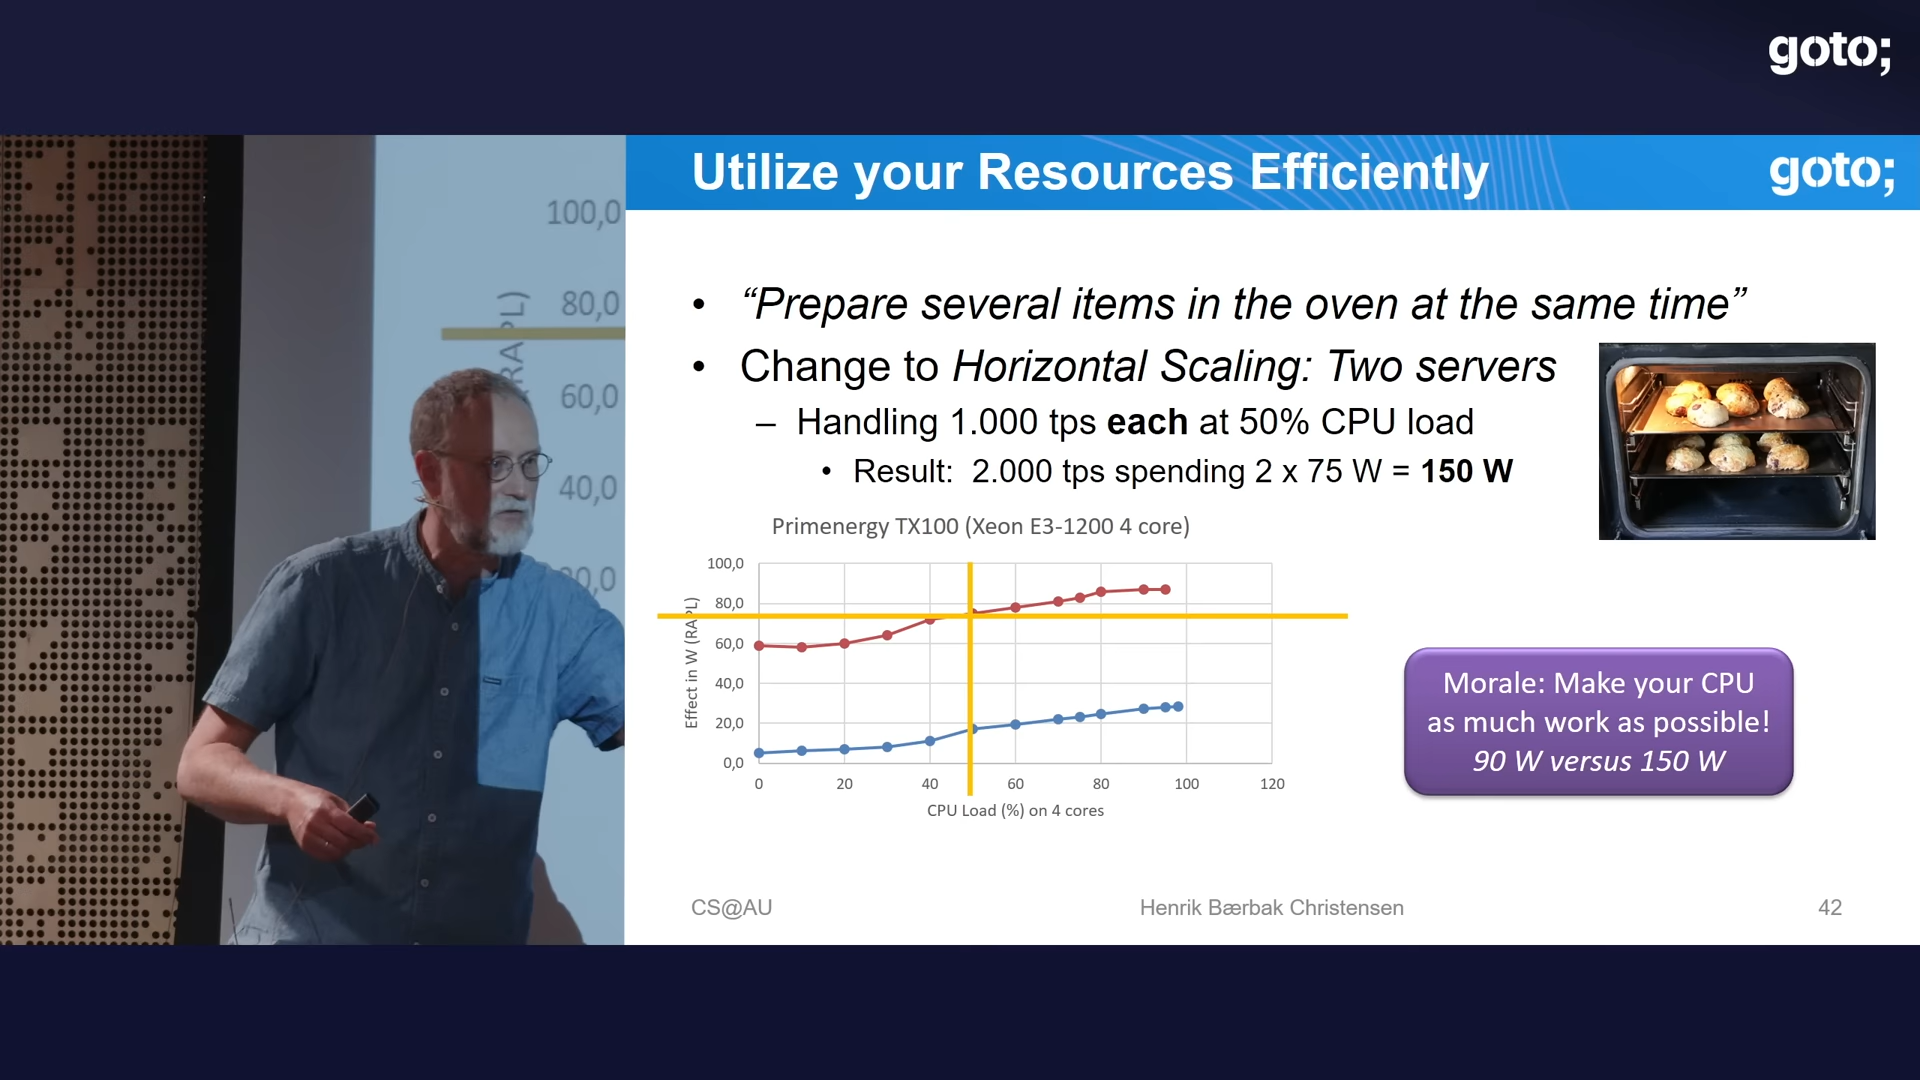 goto;
Utilize your Resources Efficiently
goto;
• “Prepare several items in the oven at the same time”
• Change to Horizontal Scaling: Two servers
– Handling 1.000 tps each at 50% CPU load
• Result: 2.000 tps spending 2 x 75 W = 150 W
Primenergy TX100 (Xeon E3-1200 4 core)
Effect in W (RAPL)
100,0
80,0
60,0
40,0
20,0
0,0
0 20 40 60 80 100 120
CPU Load (%) on 4 cores
Morale: Make your CPU
as much work as possible!
90 W versus 150 W
CS@AU Henrik Bærbak Christensen 42
100,0
80,0
60,0
40,0